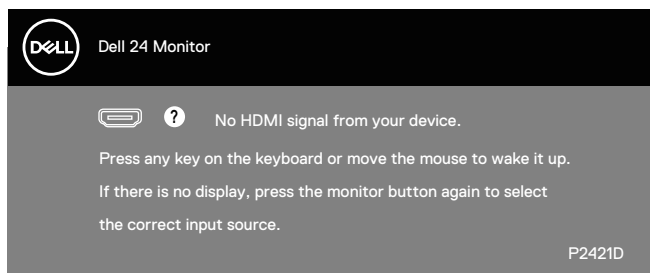 DELL
Dell 24 Monitor
? No HDMI signal from your device.
Press any key on the keyboard or move the mouse to wake it up.
If there is no display, press the monitor button again to select
the correct input source.
P2421D